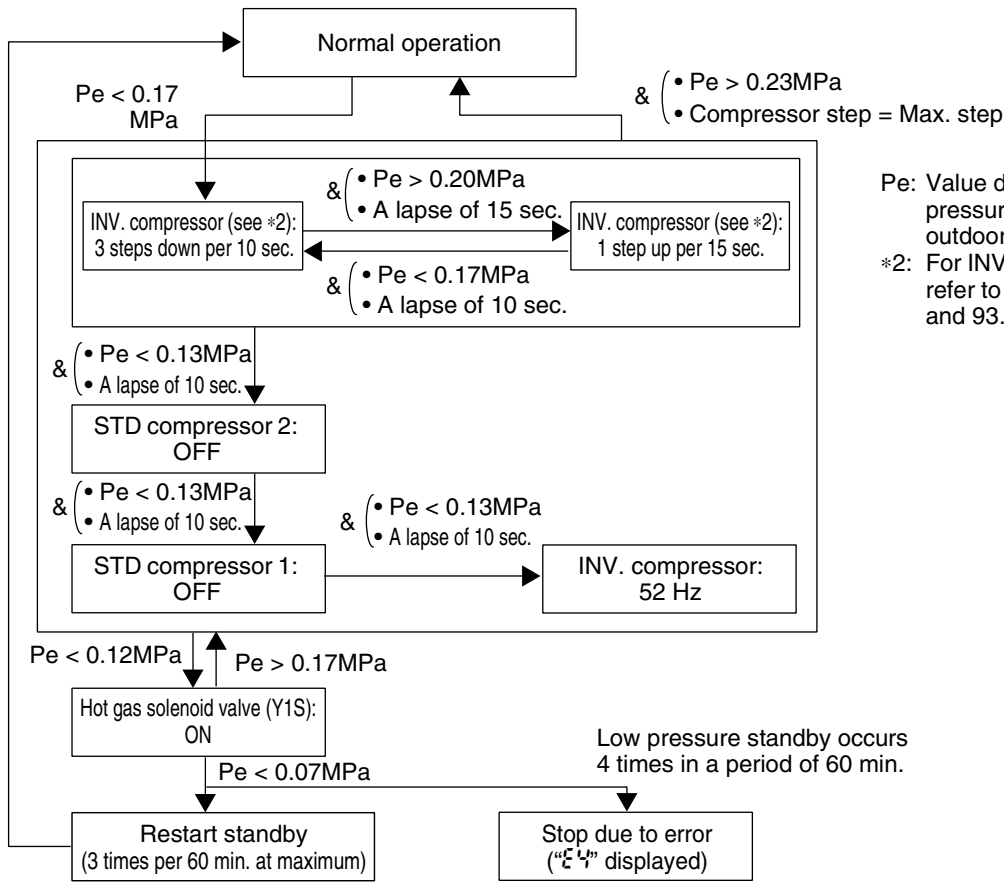 Normal operation
Pe < 0.17
MPa
& • Pe > 0.23MPa
• Compressor step = Max. step
Pe: Value d
pressur
outdoor
*2: For INV
refer to
and 93.
& • Pe > 0.20MPa
• A lapse of 15 sec.
INV. compressor (see *2):
3 steps down per 10 sec.
INV. compressor (see *2):
1 step up per 15 sec.
& • Pe < 0.17MPa
• A lapse of 10 sec.
& • Pe < 0.13MPa
• A lapse of 10 sec.
STD compressor 2:
OFF
& • Pe < 0.13MPa
• A lapse of 10 sec.
& • Pe < 0.13MPa
• A lapse of 10 sec.
STD compressor 1:
OFF
INV. compressor:
52 Hz
Pe < 0.12MPa
Pe > 0.17MPa
Hot gas solenoid valve (Y1S):
ON
Low pressure standby occurs
4 times in a period of 60 min.
Pe < 0.07MPa
Restart standby
(3 times per 60 min. at maximum)
Stop due to error
("E4" displayed)